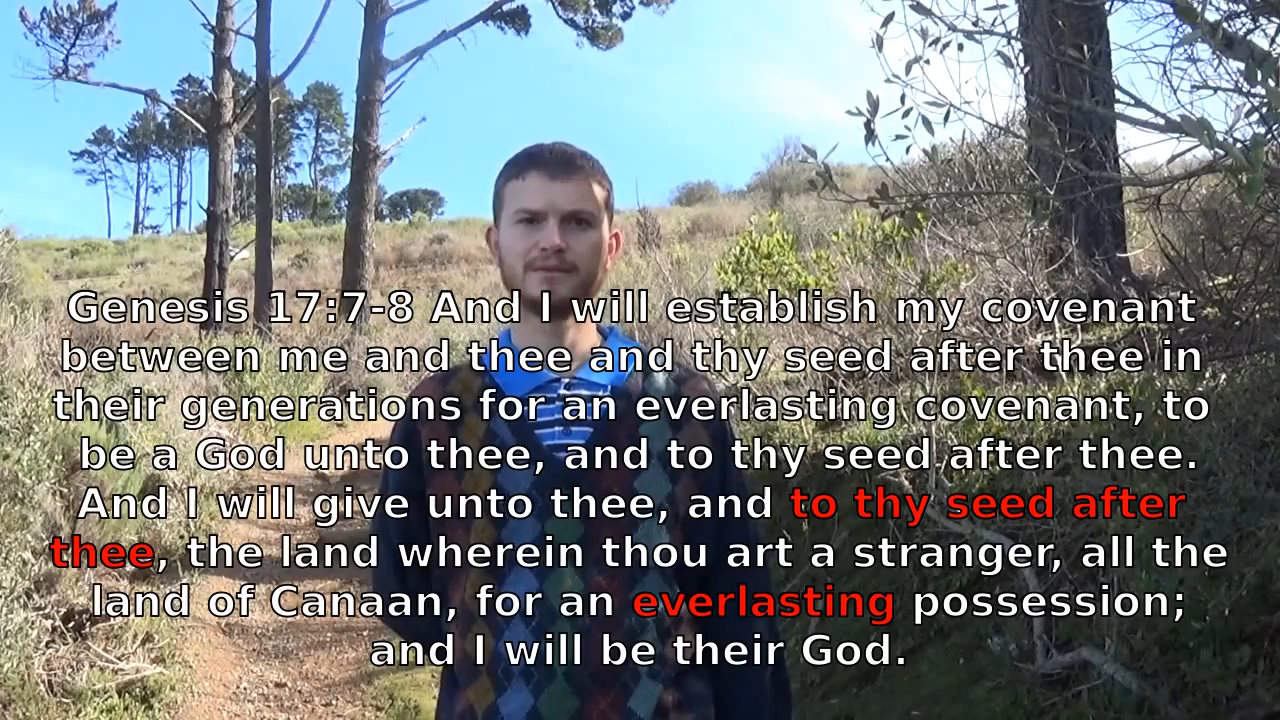 Genesis 17:7-8 And I will establish my covenant
between me and thee and thy seed after thee in
their generations for an everlasting covenant, to
be a God unto thee, and to thy seed after thee.
And I will give unto thee, and to thy seed after
thee, the land wherein thou art a stranger, all the
land of Canaan, for an everlasting possession;
and I will be their God.